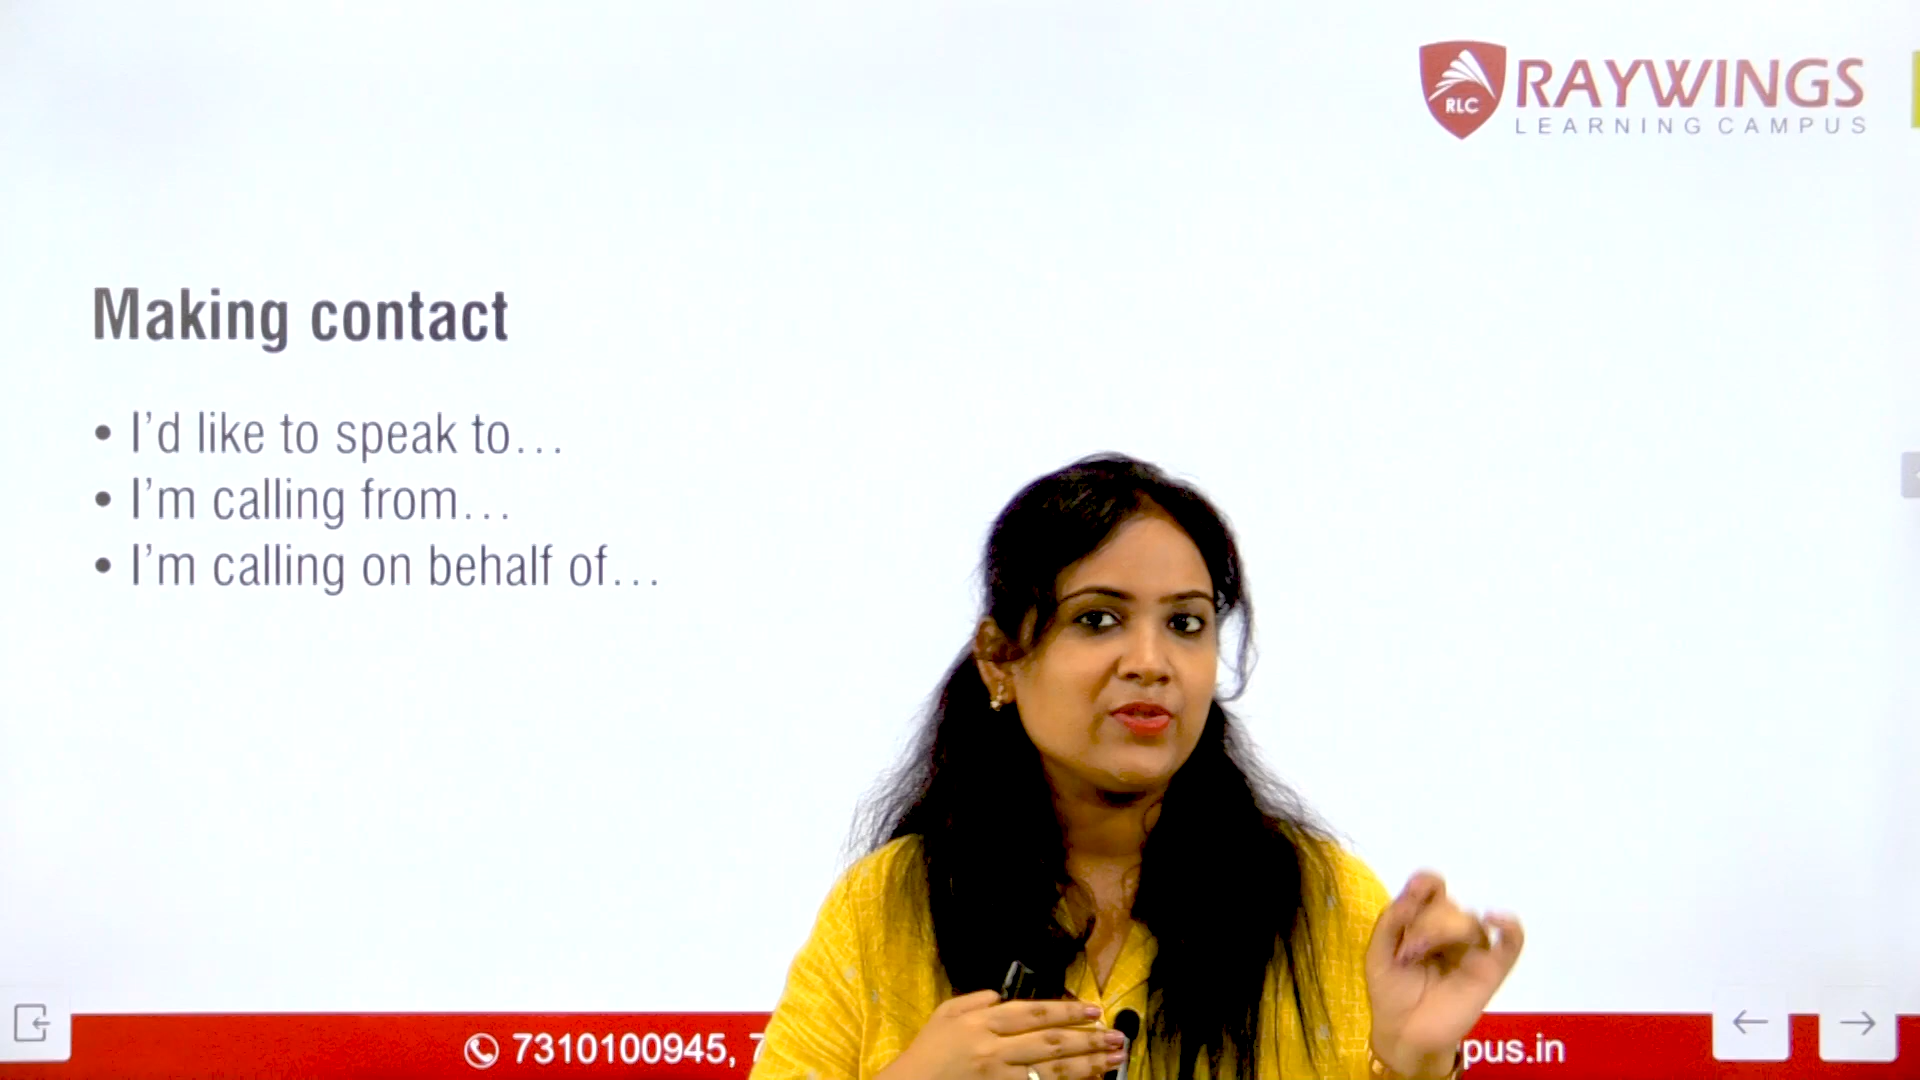 RLC
RAYWINGS
LEARNING CAMPUS
Making contact
• I'd like to speak to…
• I'm calling from…
• I'm calling on behalf of…
7310100945, 7
pus.in